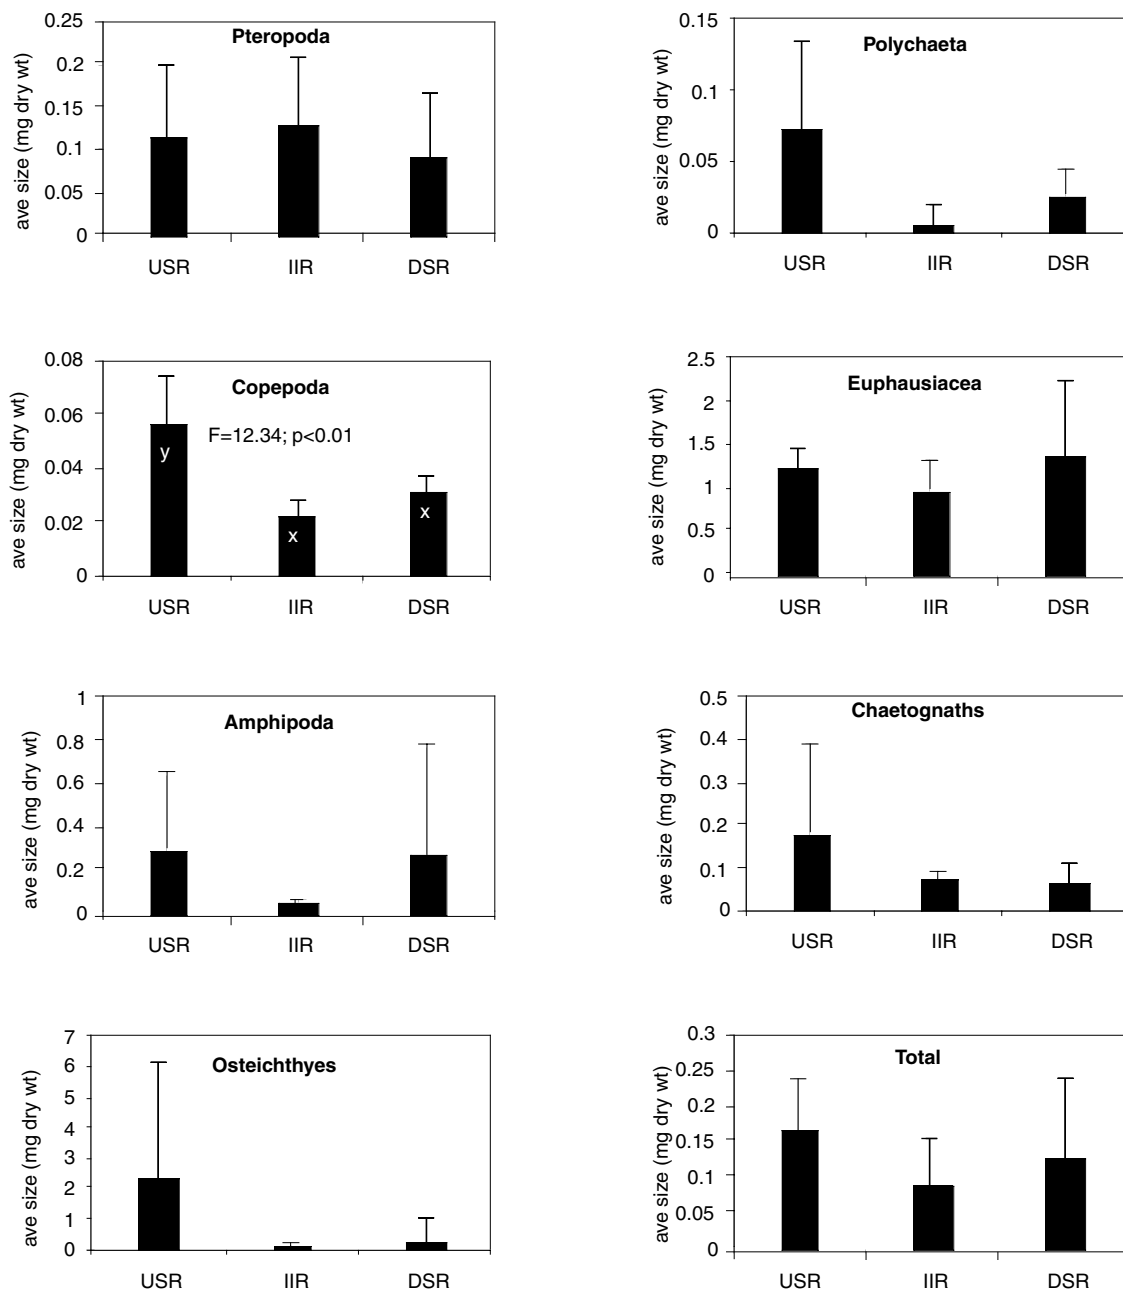 Pteropoda
ave size (mg dry wt)
0.25
0.2
0.15
0.1
0.05
0
USR IIR DSR
Polychaeta
ave size (mg dry wt)
0.15
0.1
0.05
0
USR IIR DSR
Copepoda
F=12.34; p<0.01
ave size (mg dry wt)
0.08
0.06
0.04
0.02
0
y x x
USR IIR DSR
Euphausiacea
ave size (mg dry wt)
2.5
2
1.5
1
0.5
0
USR IIR DSR
Amphipoda
ave size (mg dry wt)
1
0.8
0.6
0.4
0.2
0
USR IIR DSR
Chaetognaths
ave size (mg dry wt)
0.5
0.4
0.3
0.2
0.1
0
USR IIR DSR
Osteichthyes
ave size (mg dry wt)
7
6
5
4
3
2
1
0
USR IIR DSR
Total
ave size (mg dry wt)
0.3
0.25
0.2
0.15
0.1
0.05
0
USR IIR DSR